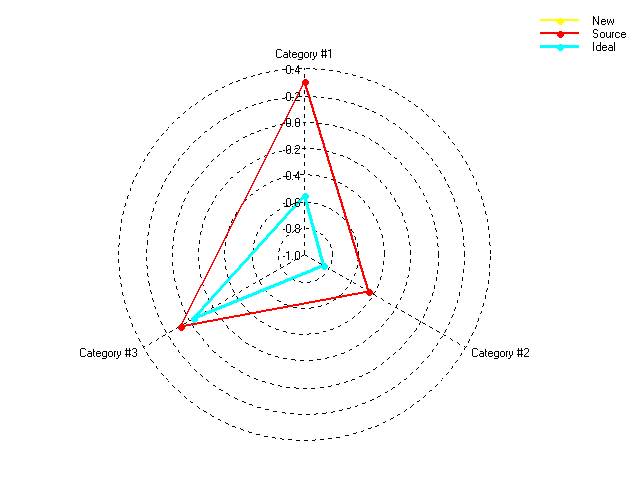 New
Source
Ideal
Category #1
0.4
0.2
0.0
-0.2
-0.4
-0.6
-0.8
-1.0
Category #3
Category #2